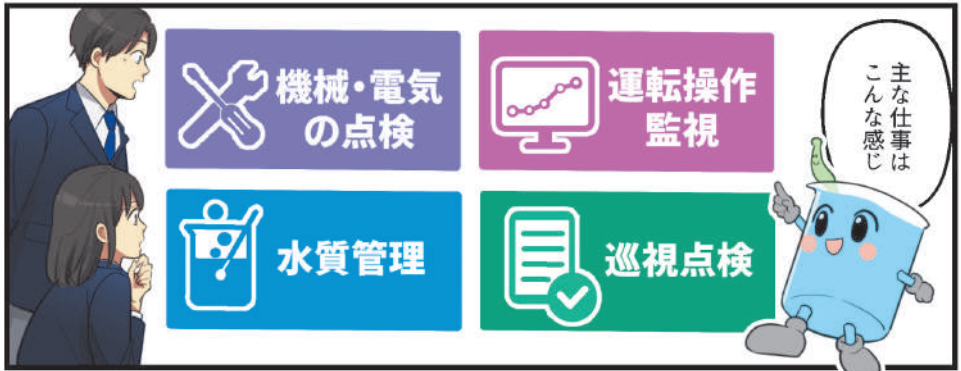 主な仕事は
こんな感じ
機械・電気
の点検
運転操作
監視
水質管理
巡視点検